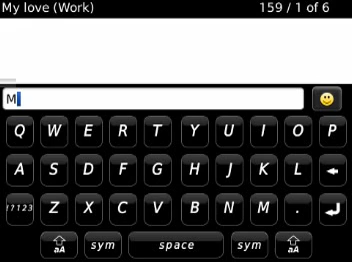 My love (Work) 159 / 1 of 6
M
Q W E R T Y U I O P
A S D F G H J K L
!?123 Z X C V B N M .
aA sym space sym aA